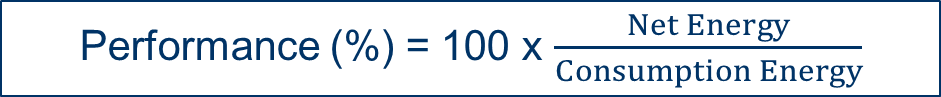 Performance (%) = 100 x Net Energy
Consumption Energy